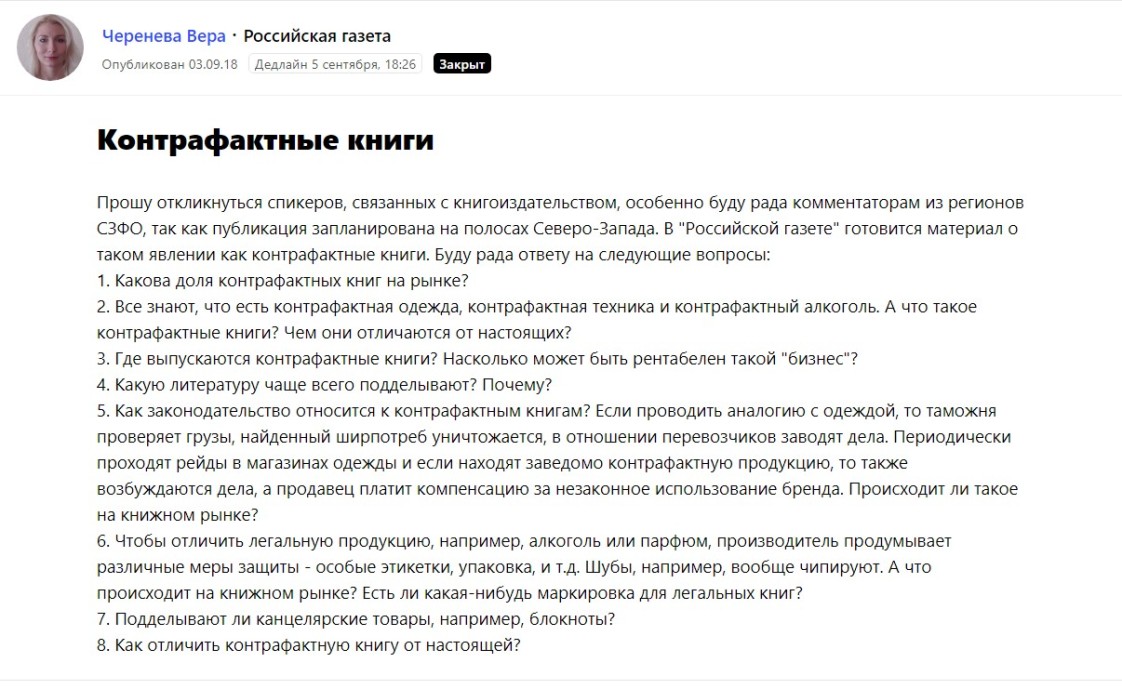 Черенева Вера · Российская газета
Опубликован 03.09.18 Дедлайн 5 сентября, 18:26 Закрыт
Контрафактные книги
Прошу откликнуться спикеров, связанных с книгоиздательством, особенно буду рада комментаторам из регионов
СЗФО, так как публикация запланирована на полосах Северо-Запада. В "Российской газете" готовится материал о
таком явлении как контрафактные книги. Буду рада ответу на следующие вопросы:
1. Какова доля контрафактных книг на рынке?
2. Все знают, что есть контрафактная одежда, контрафактная техника и контрафактный алкоголь. А что такое
контрафактные книги? Чем они отличаются от настоящих?
3. Где выпускаются контрафактные книги? Насколько может быть рентабелен такой "бизнес"?
4. Какую литературу чаще всего подделывают? Почему?
5. Как законодательство относится к контрафактным книгам? Если проводить аналогию с одеждой, то таможня
проверяет грузы, найденный ширпотреб уничтожается, в отношении перевозчиков заводят дела. Периодически
проходят рейды в магазинах одежды и если находят заведомо контрафактную продукцию, то также
возбуждаются дела, а продавец платит компенсацию за незаконное использование бренда. Происходит ли такое
на книжном рынке?
6. Чтобы отличить легальную продукцию, например, алкоголь или парфюм, производитель продумывает
различные меры защиты - особые этикетки, упаковка, и т.д. Шубы, например, вообще чипируют. А что
происходит на книжном рынке? Есть ли какая-нибудь маркировка для легальных книг?
7. Подделывают ли канцелярские товары, например, блокноты?
8. Как отличить контрафактную книгу от настоящей?